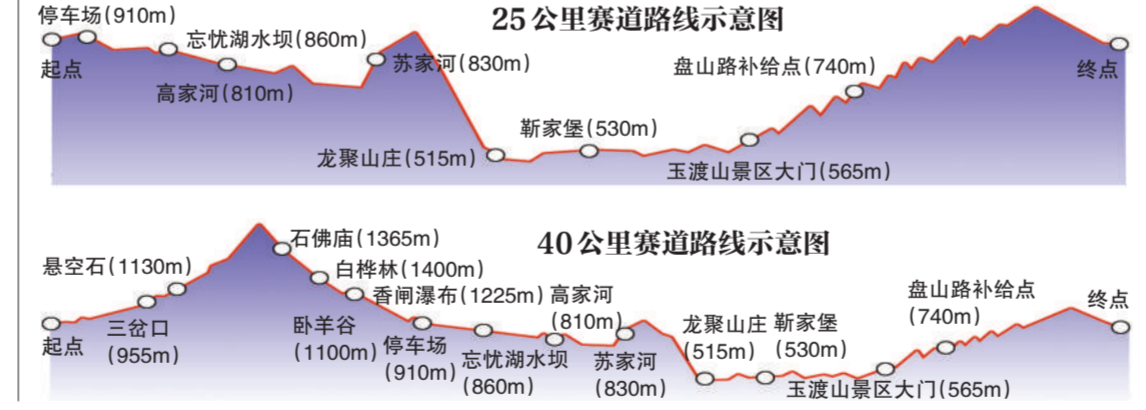 25公里赛道路线示意图
停车场(910m)
起点
忘忧湖水坝(860m)
高家河(810m)
苏家河(830m)
龙聚山庄(515m)
靳家堡(530m)
玉渡山景区大门(565m)
盘山路补给点(740m)
终点
40公里赛道路线示意图
起点
悬空石(1130m)
三岔口
(955m)
石佛庙(1365m)
白桦林(1400m)
香闸瀑布(1225m)
卧羊谷
(1100m)
停车场
(910m)
忘忧湖水坝
(860m)
高家河
(810m)
苏家河
(830m)
龙聚山庄
(515m)
靳家堡
(530m)
玉渡山景区大门(565m)
盘山路补给点
(740m)
终点